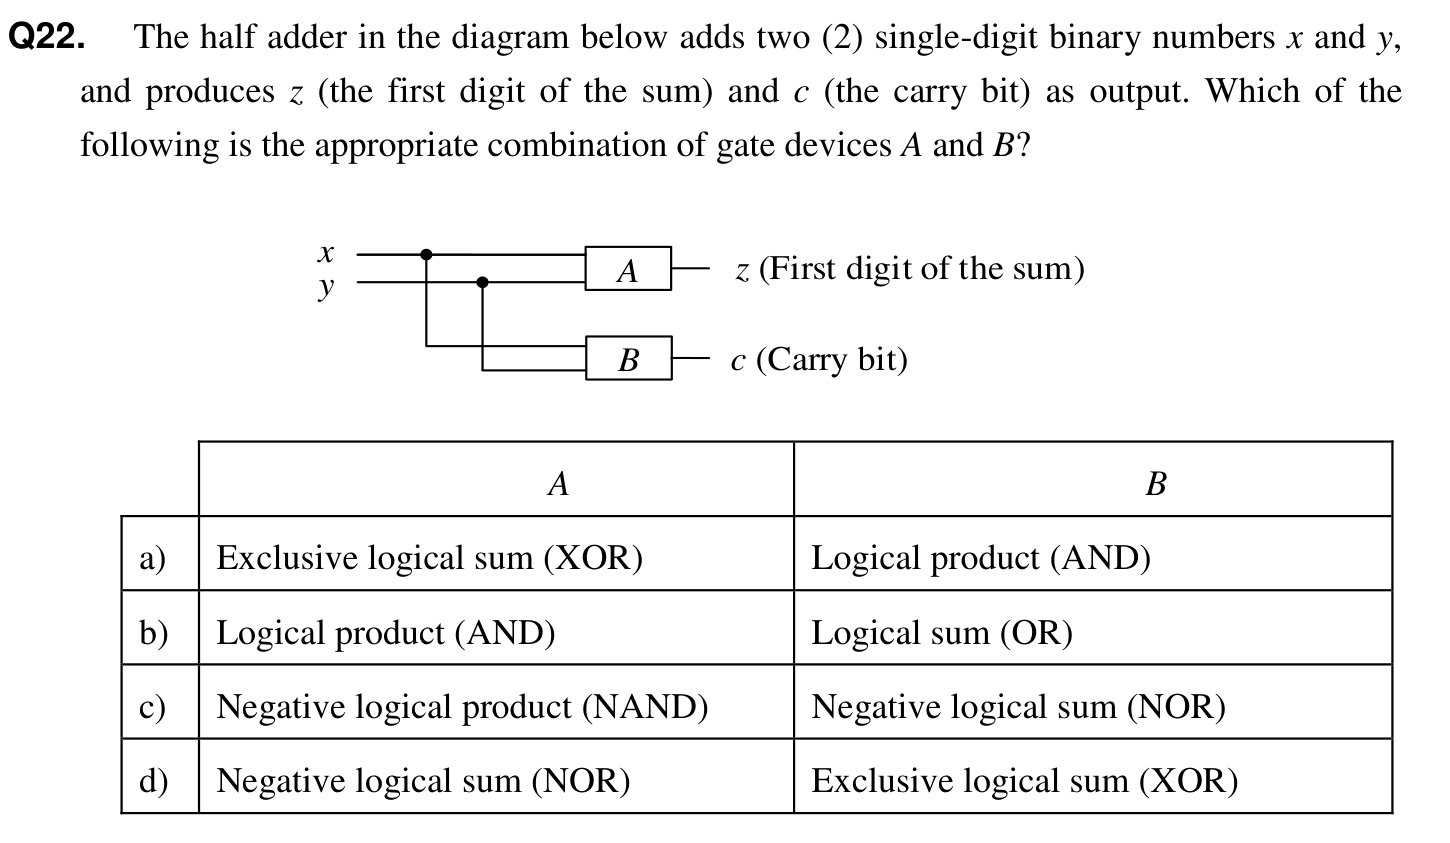 Q22. The half adder in the diagram below adds two (2) single-digit binary numbers x and y,
and produces z (the first digit of the sum) and c (the carry bit) as output. Which of the
following is the appropriate combination of gate devices A and B?
x
y
A
z (First digit of the sum)
B
c (Carry bit)
A B
a) Exclusive logical sum (XOR) Logical product (AND)
b) Logical product (AND) Logical sum (OR)
c) Negative logical product (NAND) Negative logical sum (NOR)
d) Negative logical sum (NOR) Exclusive logical sum (XOR)